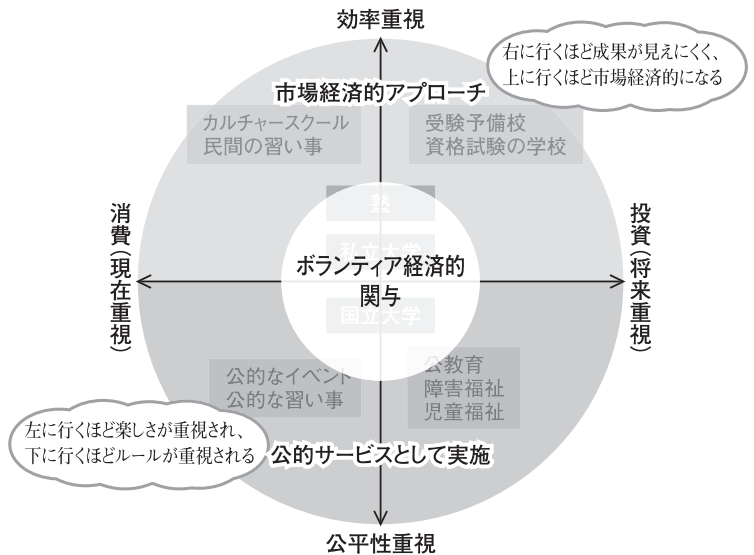 効率重視
右に行くほど成果が見えにくく、
上に行くほど市場経済的になる
市場経済的アプローチ
カルチャースクール
民間の習い事
受験予備校
資格試験の学校
塾
私立大学
消費(現在重視)
投資(将来重視)
ボランティア経済的
関与
国立大学
公的なイベント
公的な習い事
公教育
障害福祉
児童福祉
左に行くほど楽しさが重視され、
下に行くほどルールが重視される
公的サービスとして実施
公平性重視